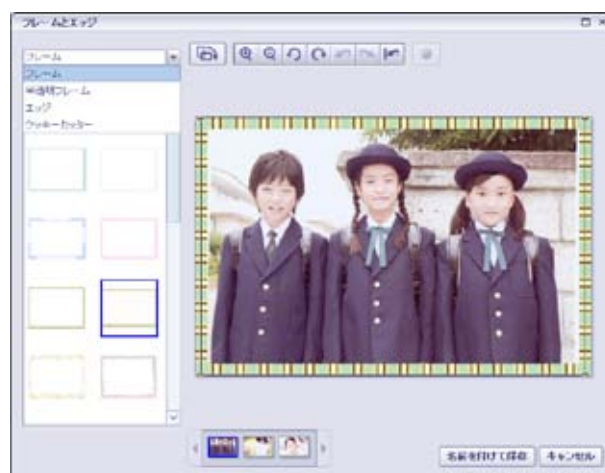 フレームとエッジ
フレーム
フレーム
半透明フレーム
エッジ
クッキーカッター
名前を付けて保存
キャンセル